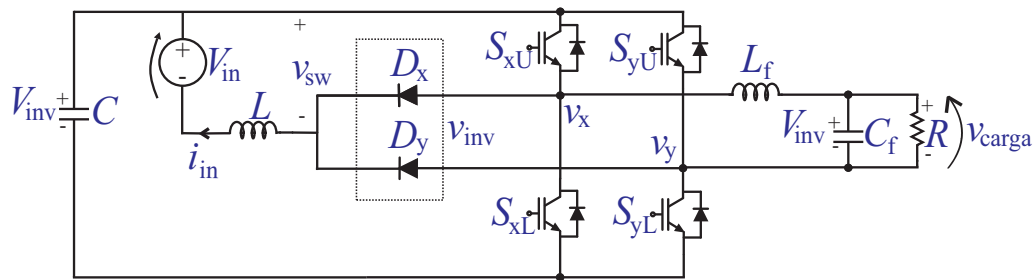 +
S_xU
S_yU
+
V_in
-
v_sw
D_x
L_f
V_inv
+
-
C
L
-
v_x
V_inv
+
-
C_f
+
R
-
v_carga
i_in
D_y
v_inv
v_y
S_xL
S_yL